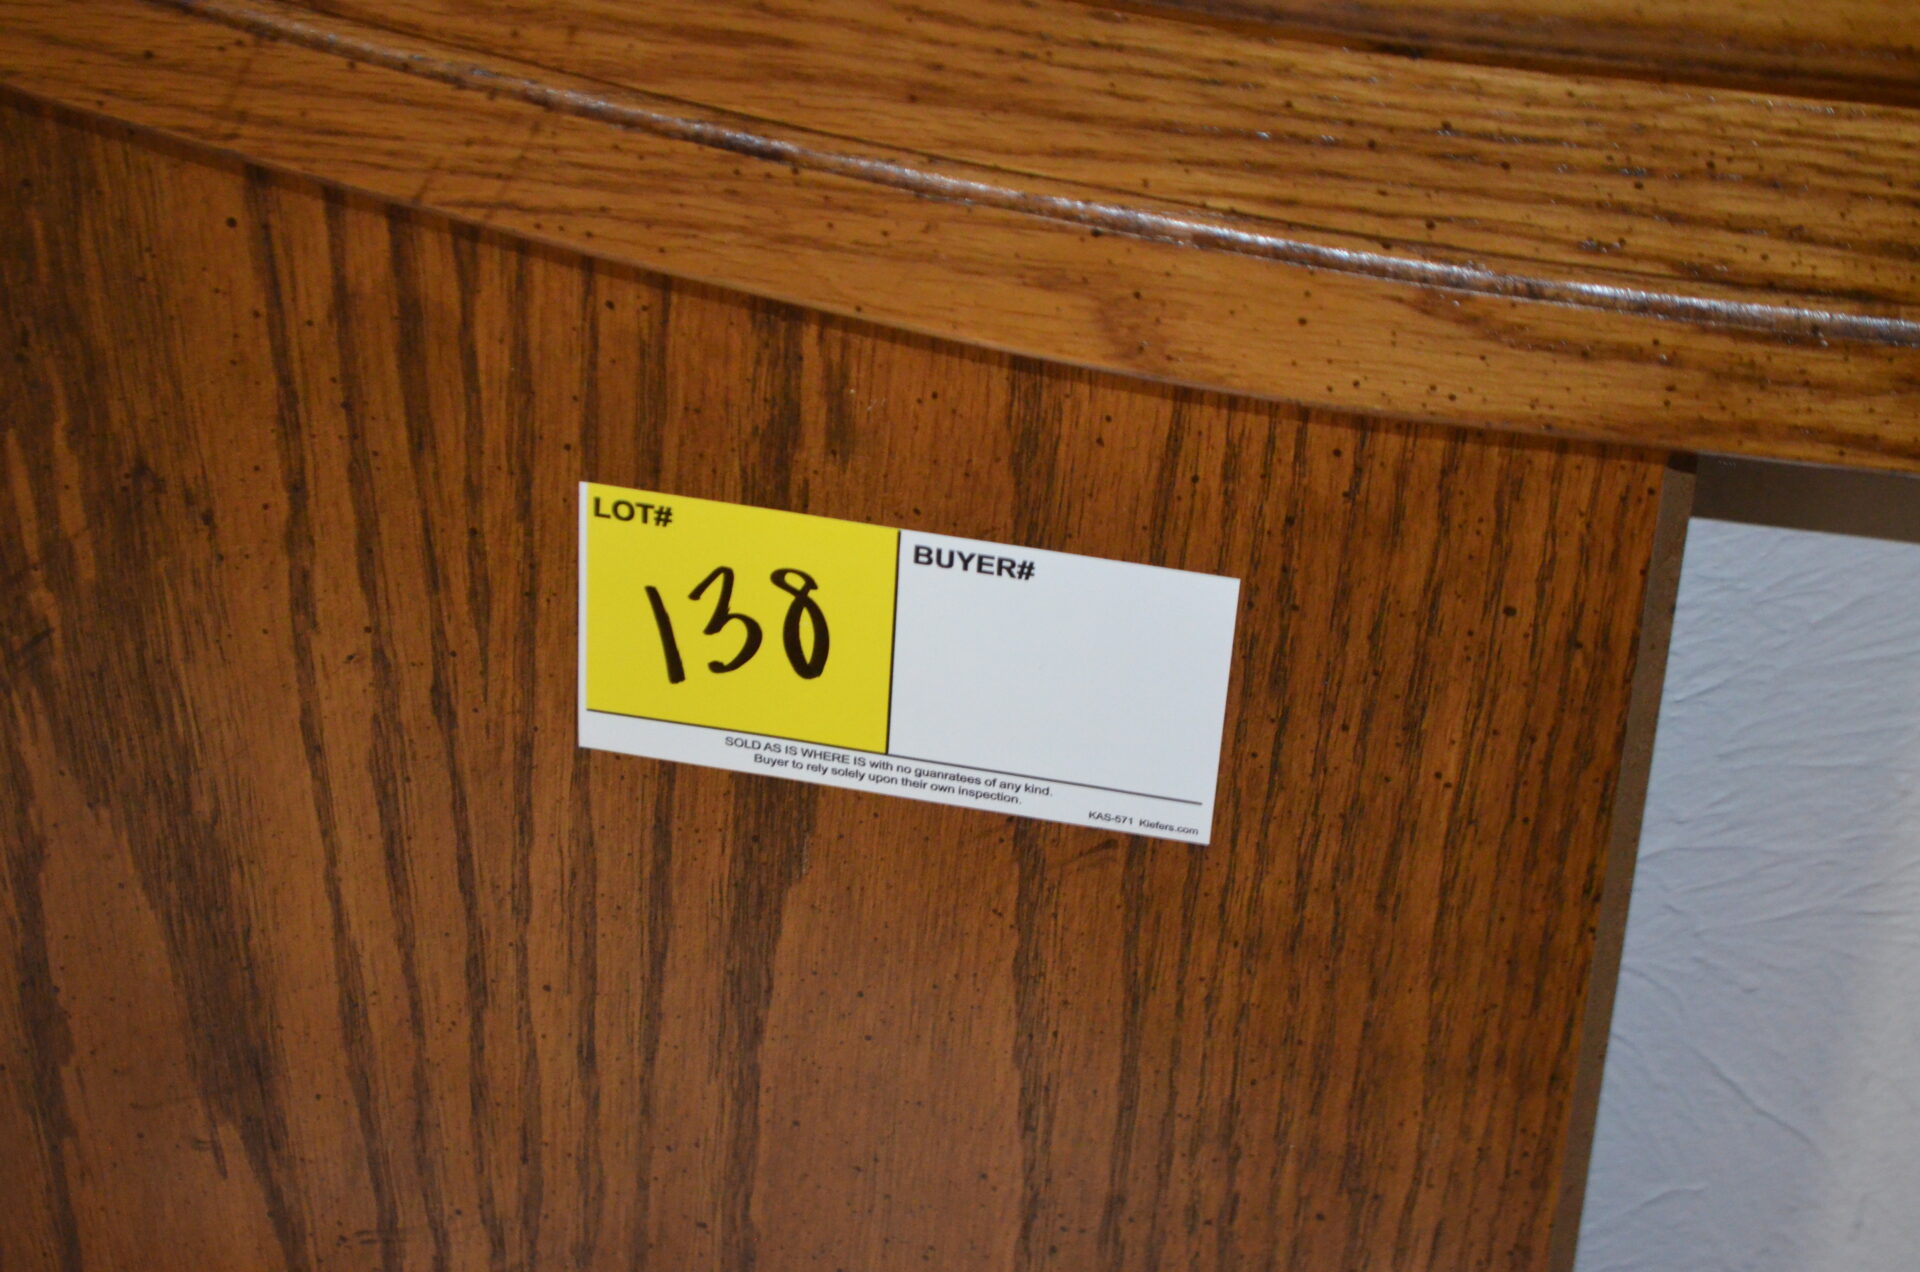 LOT#
138
BUYER#
SOLD AS IS WHERE IS with no guanratees of any kind.
Buyer to rely solely upon their own inspection.
KAS-571 Kiefers.com